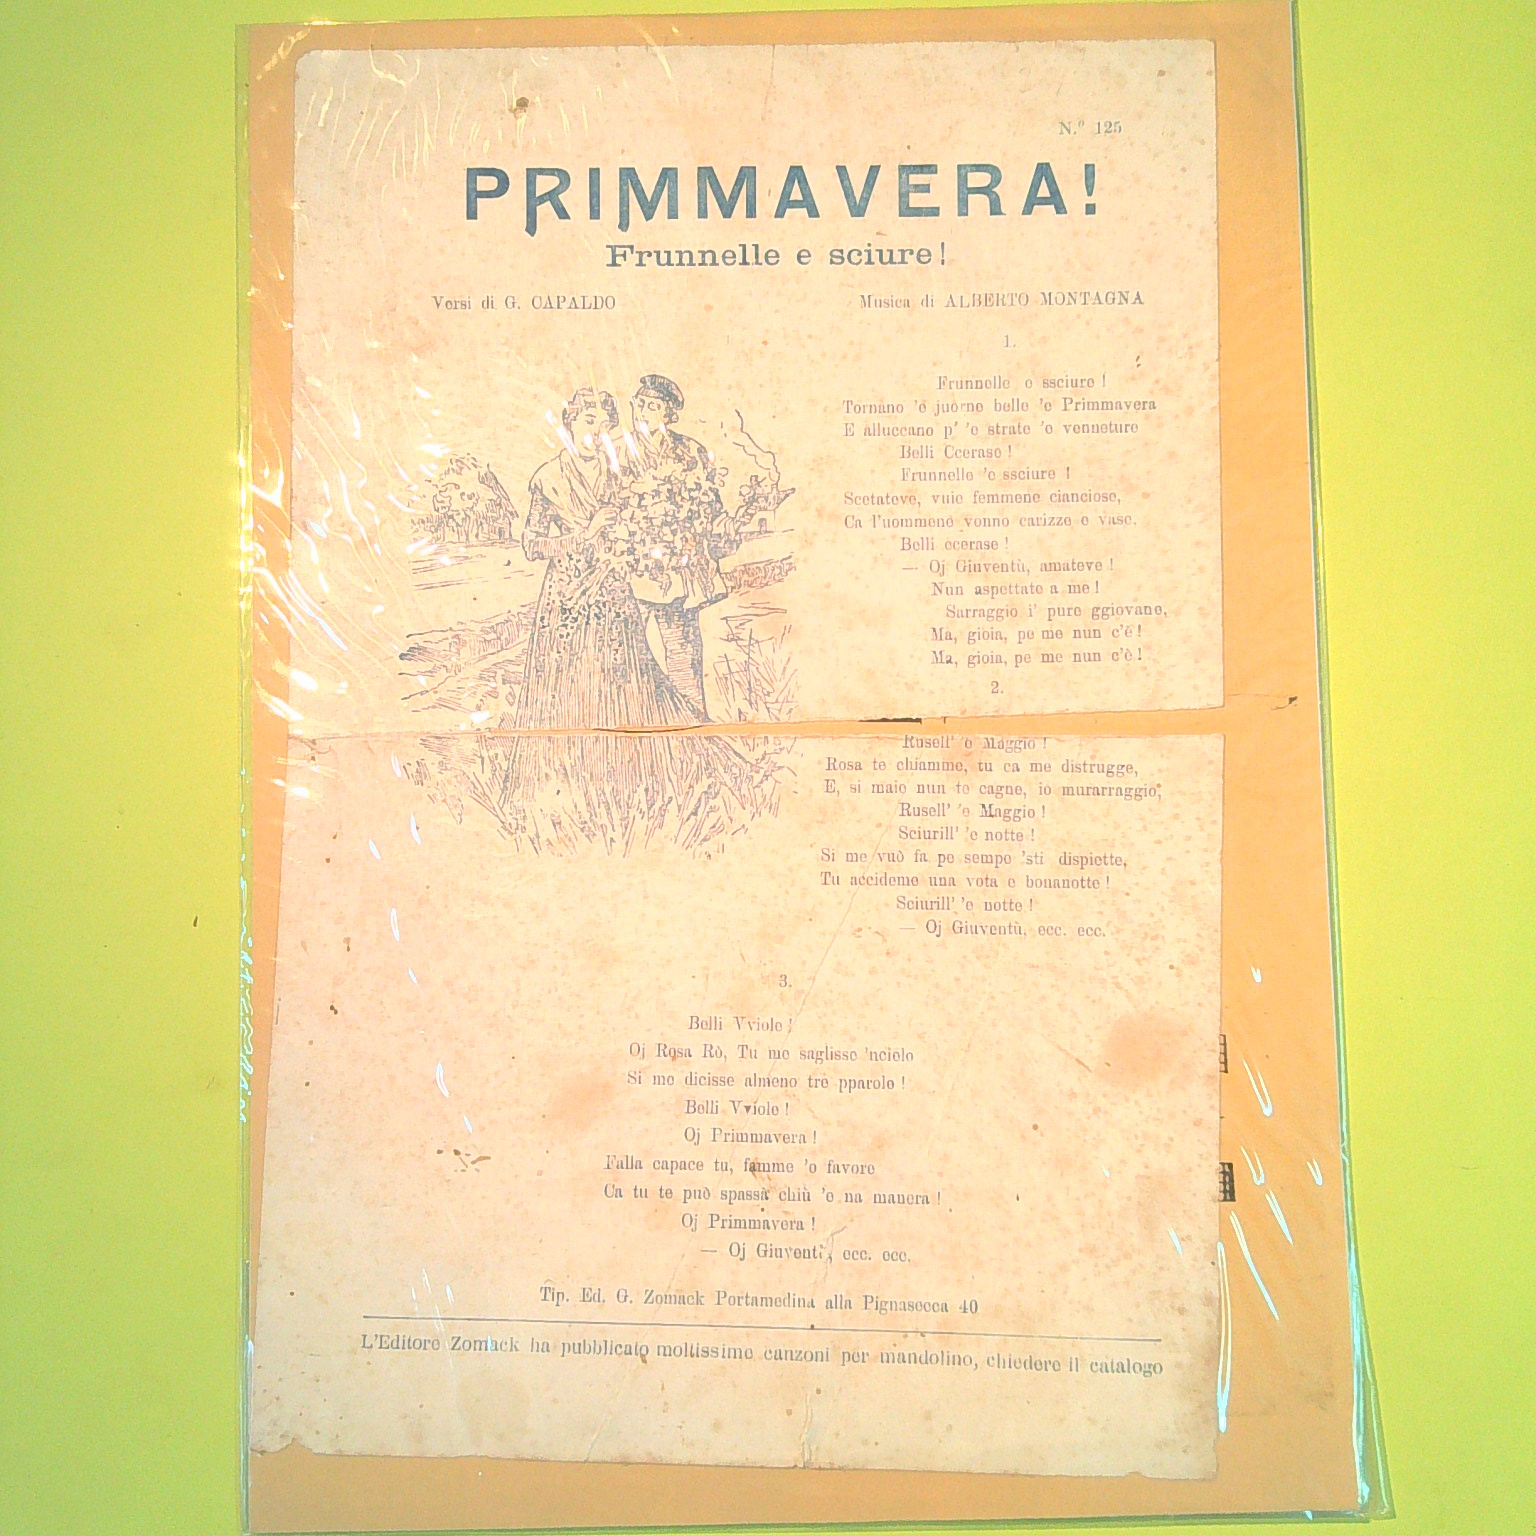 N.º 125
PRIMMAVERA!
Frunnelle e sciure!
Versi di G. CAPALDO
Musica di ALBERTO MONTAGNA
1.
Frunnelle e ssciure !
Tornano 'e juorne belle 'e Primmavera
E alluccano p' 'e strate 'e venneture
Belli Ccerase !
Frunnelle 'e ssciure !
Scetateve, vuie femmene cianciose,
Ca l'uommene vonno carizze e vase.
Belli ccerase !
— Oj Giuventù, amateve !
Nun aspettate a me !
Sarraggio i' pure ggiovane,
Ma, gioia, pe me nun c'è !
Ma, gioia, pe me nun c'è !
2.
Rusell' 'e Maggio !
Rosa te chiamme, tu ca me distrugge,
E, si maie nun te cagne, io murarraggio;
Rusell' 'e Maggio !
Sciurill' 'e notte !
Si me vuò fa pe sempe 'sti dispiette,
Tu accideme una vota e bonanotte !
Sciurill' 'e notte !
— Oj Giuventù, ecc. ecc.
3.
Belli Vviole !
Oj Rosa Rò, Tu me saglisse 'ncielo
Si me dicisse almeno tre pparole !
Belli Vviole !
Oj Primmavera !
Falla capace tu, famme 'o favore
Ca tu te può spassà chiù 'e na manera !
Oj Primmavera !
— Oj Giuventù, ecc. ecc.
Tip. Ed. G. Zomack Portamedina alla Pignasecca 40
L'Editore Zomack ha pubblicato moltissime canzoni per mandolino, chiedere il catalogo